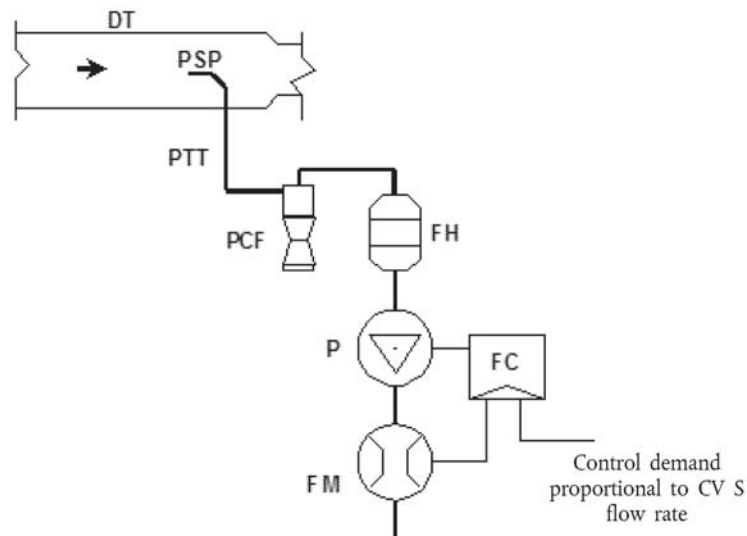 DT
PSP
PTT
PCF
FH
P
FC
FM
Control demand
proportional to CV S
flow rate